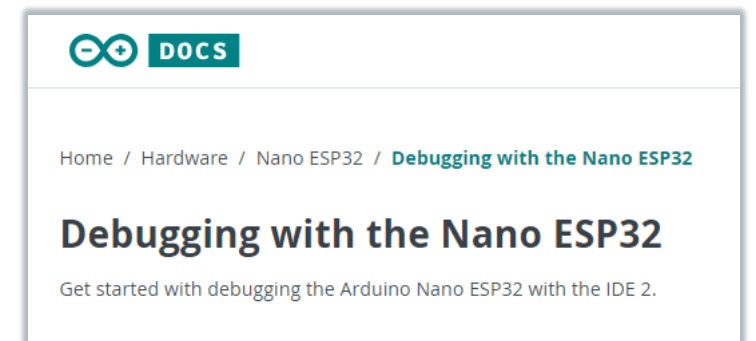 DOCS
Home / Hardware / Nano ESP32 / Debugging with the Nano ESP32
Debugging with the Nano ESP32
Get started with debugging the Arduino Nano ESP32 with the IDE 2.